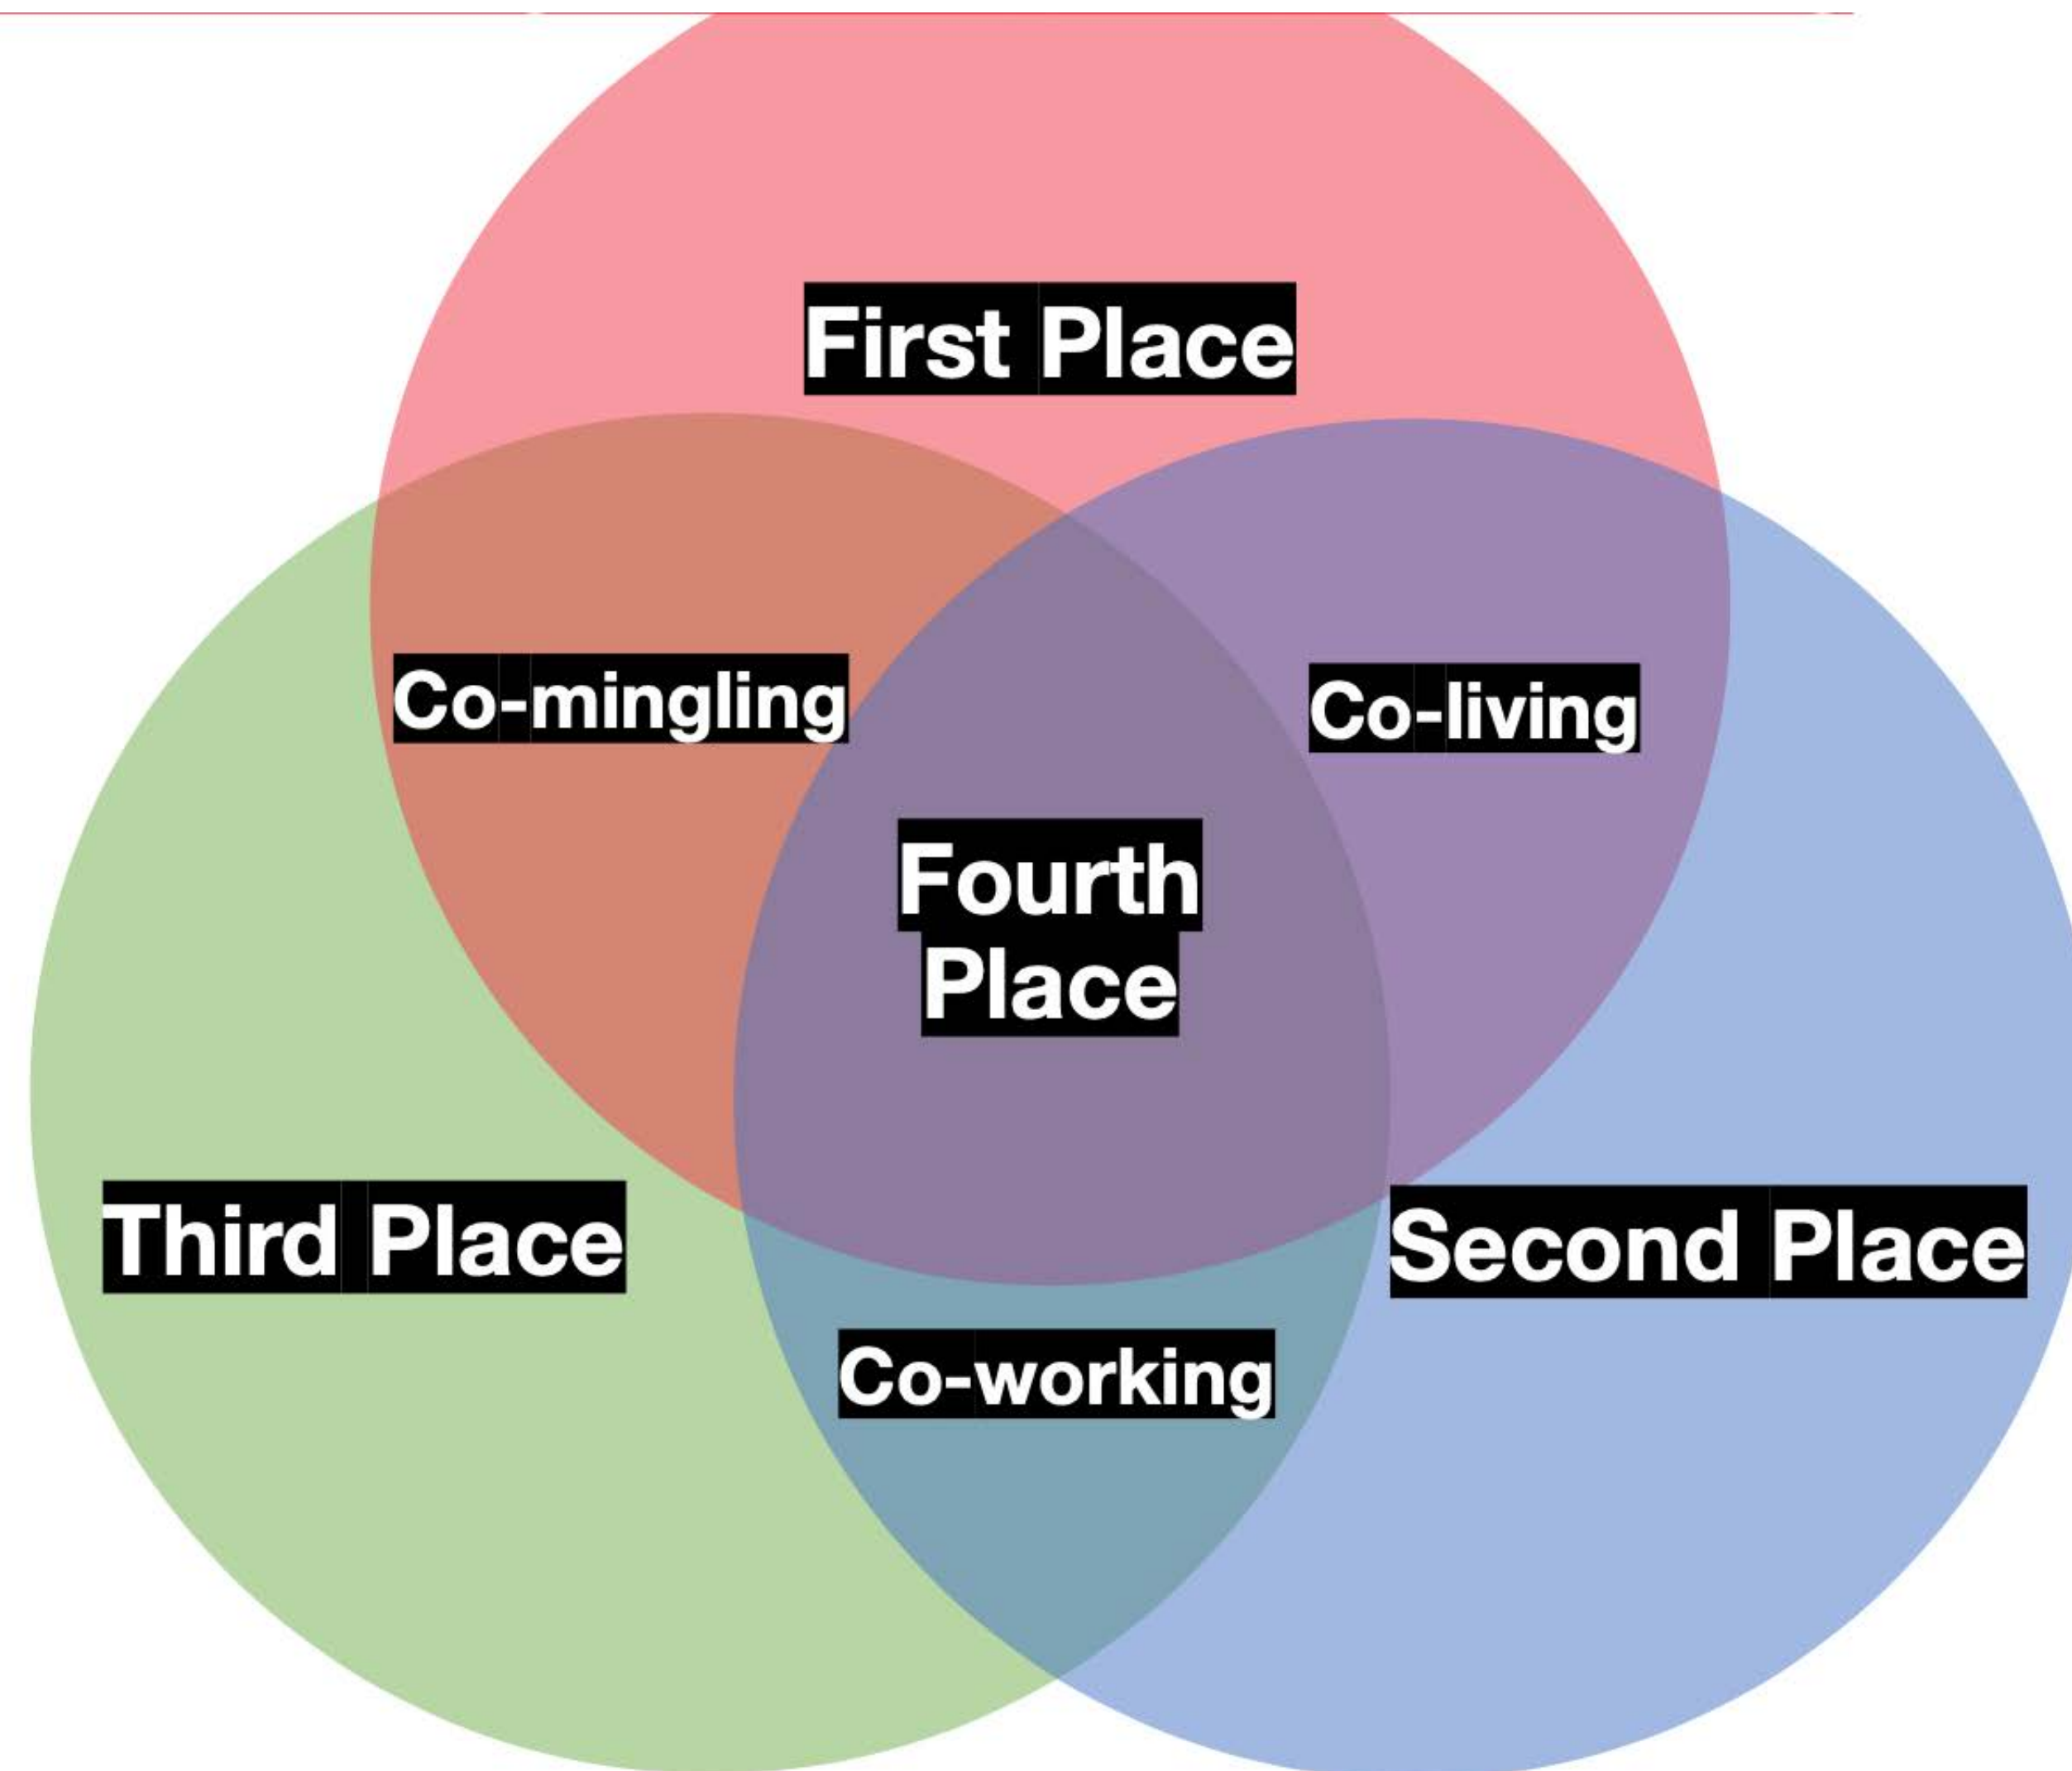 First Place
Co-mingling
Co-living
Fourth
Place
Third Place
Second Place
Co-working